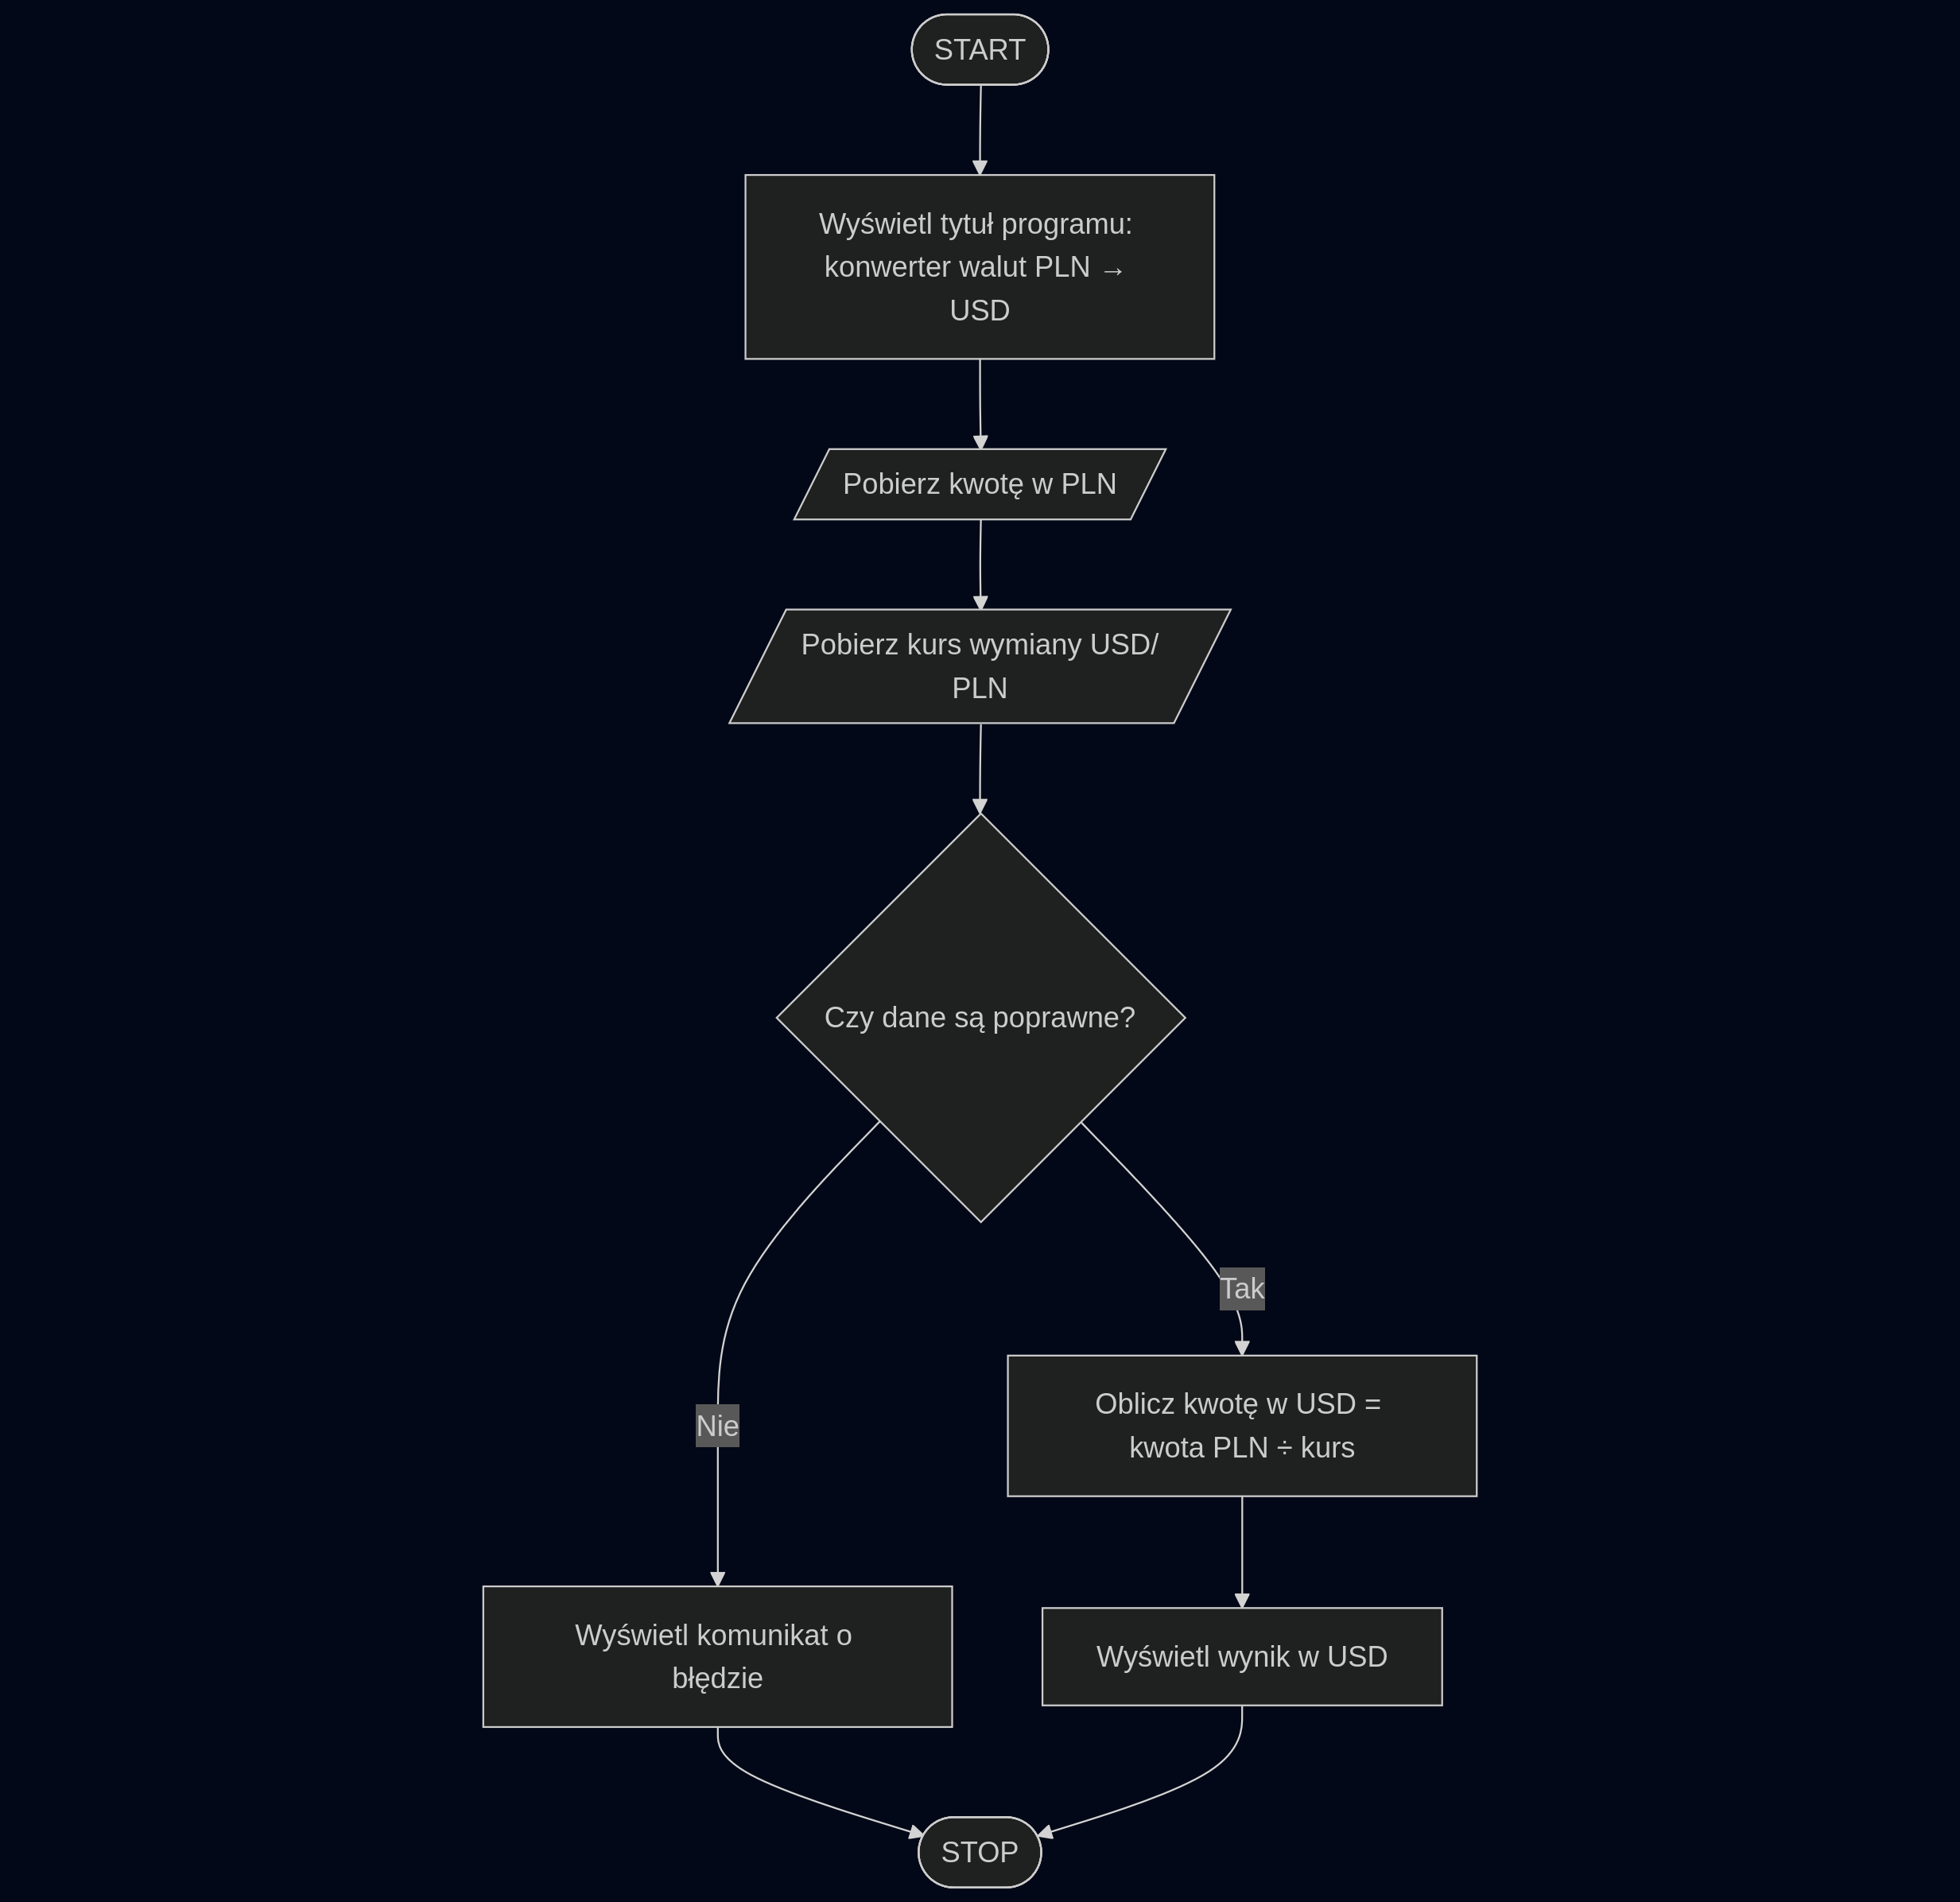 START
Wyświetl tytuł programu:
konwerter walut PLN →
USD
Pobierz kwotę w PLN
Pobierz kurs wymiany USD/
PLN
Czy dane są poprawne?
Tak
Nie
Oblicz kwotę w USD =
kwota PLN ÷ kurs
Wyświetl komunikat o
błędzie
Wyświetl wynik w USD
STOP